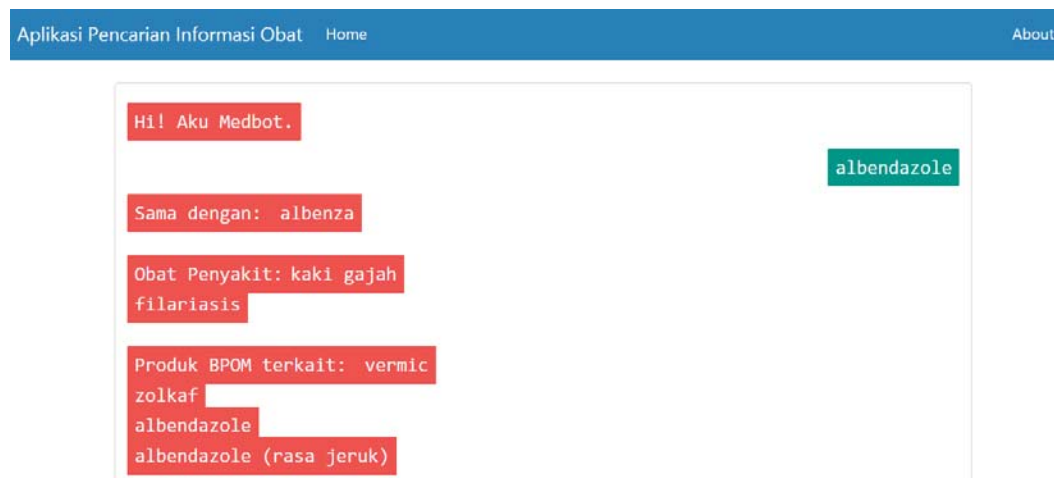 Aplikasi Pencarian Informasi Obat Home About
Hi! Aku Medbot.
albendazole
Sama dengan: albenza
Obat Penyakit: kaki gajah
filariasis
Produk BPOM terkait: vermic
zolkaf
albendazole
albendazole (rasa jeruk)